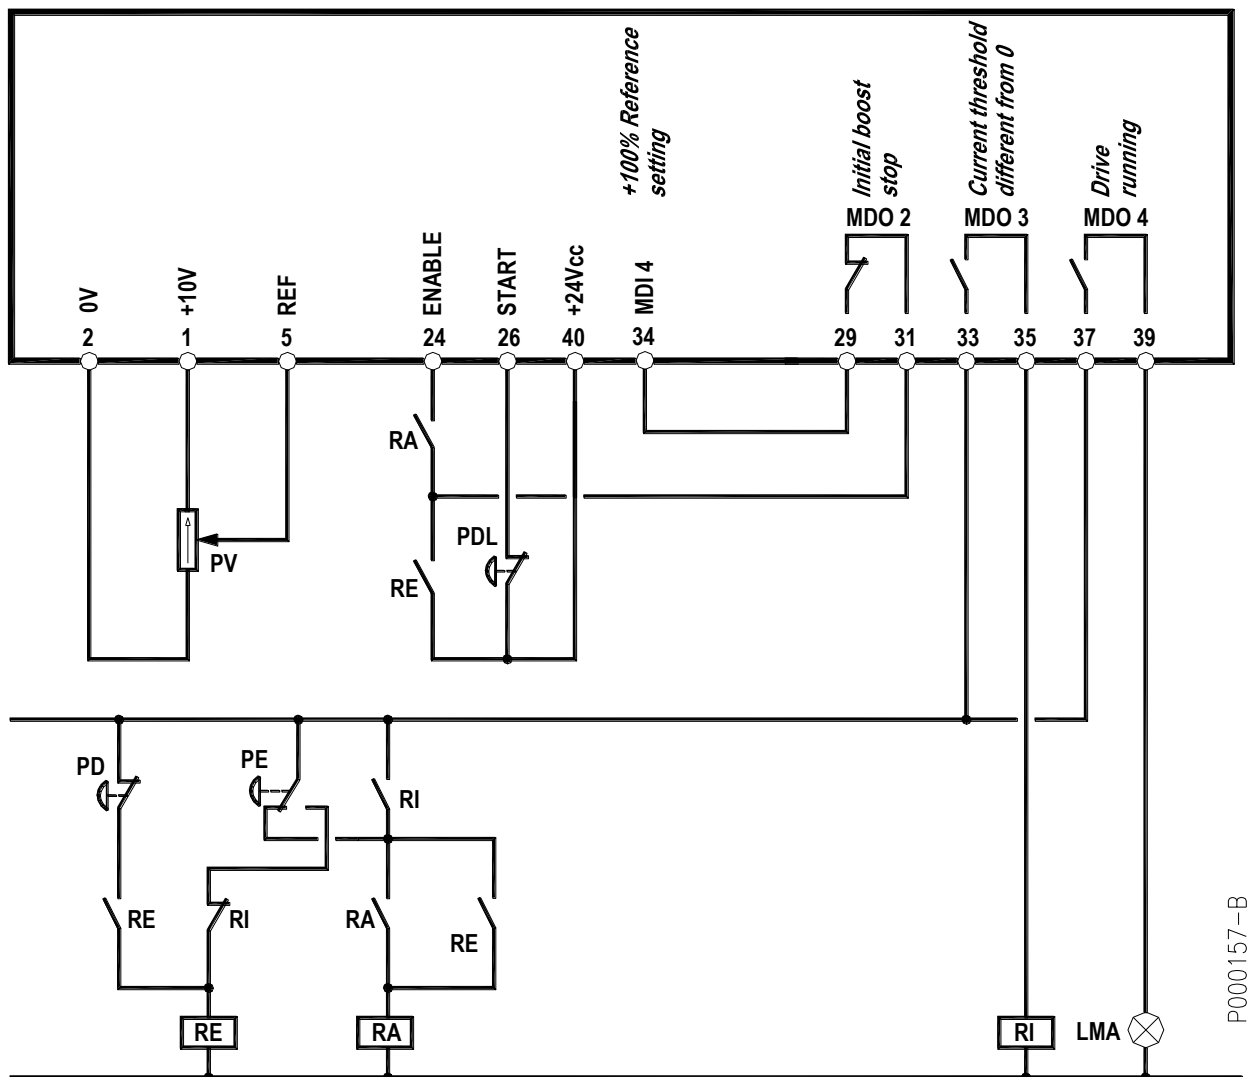 +100% Reference
setting
Initial boost
stop
Current threshold
different from 0
Drive
running
MDO 2
MDO 3
MDO 4
0V
+10V
REF
ENABLE
START
+24Vcc
MDI 4
2
1
5
24
26
40
34
29
31
33
35
37
39
RA
PDL
PV
RE
PD
PE
RI
RE
RI
RA
RE
RE
RA
RI
LMA
P000157-B